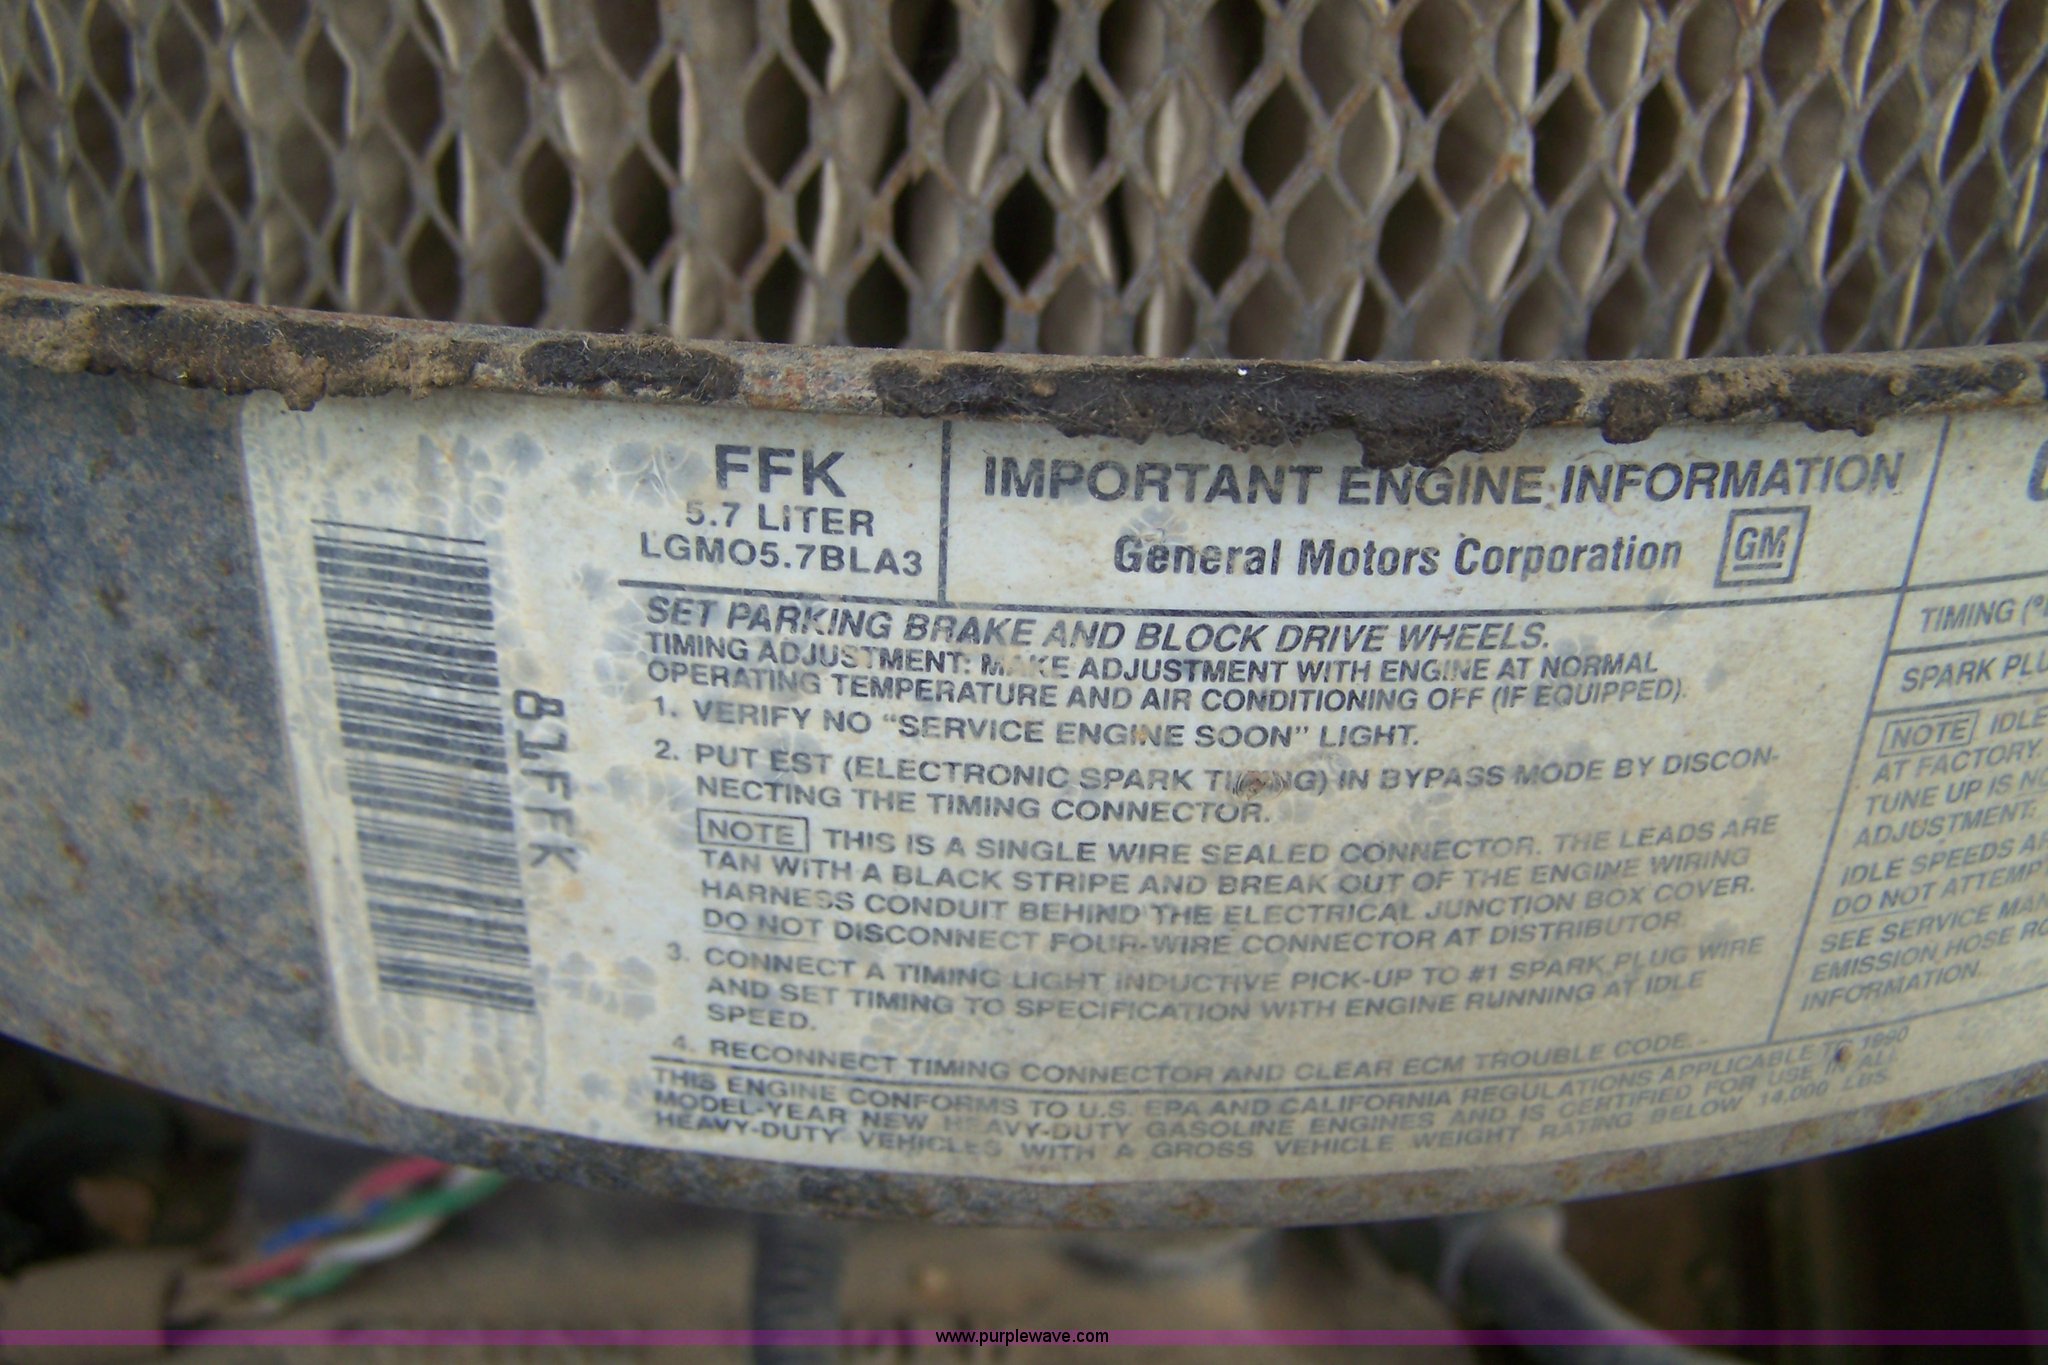 FFK
5.7 LITER
LGMO5.7BLA3
81FFK
IMPORTANT ENGINE INFORMATION
General Motors Corporation GM
SET PARKING BRAKE AND BLOCK DRIVE WHEELS.
TIMING ADJUSTMENT: MAKE ADJUSTMENT WITH ENGINE AT NORMAL
OPERATING TEMPERATURE AND AIR CONDITIONING OFF (IF EQUIPPED).
1. VERIFY NO "SERVICE ENGINE SOON" LIGHT.
2. PUT EST (ELECTRONIC SPARK TIMING) IN BYPASS MODE BY DISCON-
NECTING THE TIMING CONNECTOR.
NOTE THIS IS A SINGLE WIRE SEALED CONNECTOR. THE LEADS ARE
TAN WITH A BLACK STRIPE AND BREAK OUT OF THE ENGINE WIRING
HARNESS CONDUIT BEHIND THE ELECTRICAL JUNCTION BOX COVER.
DO NOT DISCONNECT FOUR-WIRE CONNECTOR AT DISTRIBUTOR.
3. CONNECT A TIMING LIGHT INDUCTIVE PICK-UP TO #1 SPARK PLUG WIRE
AND SET TIMING TO SPECIFICATION WITH ENGINE RUNNING AT IDLE
SPEED.
4. RECONNECT TIMING CONNECTOR AND CLEAR ECM TROUBLE CODE.
THIS ENGINE CONFORMS TO U.S. EPA AND CALIFORNIA REGULATIONS APPLICABLE TO 1990
MODEL-YEAR NEW HEAVY-DUTY GASOLINE ENGINES AND IS CERTIFIED FOR USE IN ALL
HEAVY-DUTY VEHICLES WITH A GROSS VEHICLE WEIGHT RATING BELOW 14,000 LBS.
TIMING (°
SPARK PLU
NOTE IDLE
AT FACTORY.
TUNE UP IS NO
ADJUSTMENT.
IDLE SPEEDS AR
DO NOT ATTEMPT
SEE SERVICE MAN
EMISSION HOSE RO
INFORMATION.
www.purplewave.com